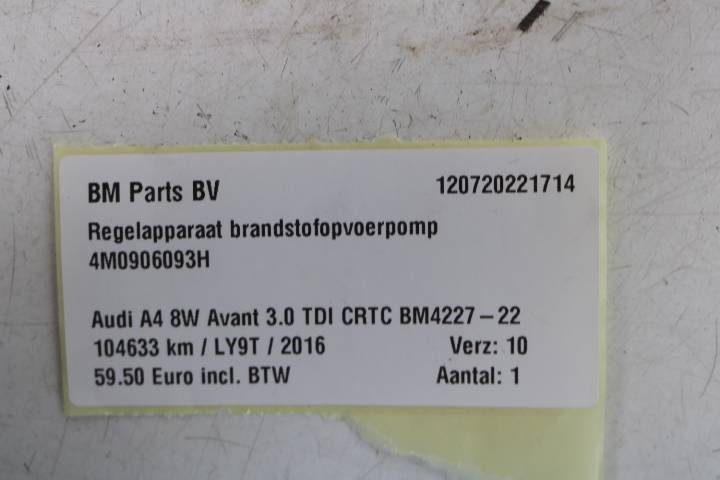 BM Parts BV 120720221714
Regelapparaat brandstofopvoerpomp
4M0906093H
Audi A4 8W Avant 3.0 TDI CRTC BM4227-22
104633 km / LY9T / 2016 Verz: 10
59.50 Euro incl. BTW Aantal: 1